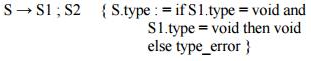 S → S1 ; S2 { S.type : = if S1.type = void and
S1.type = void then void
else type_error }